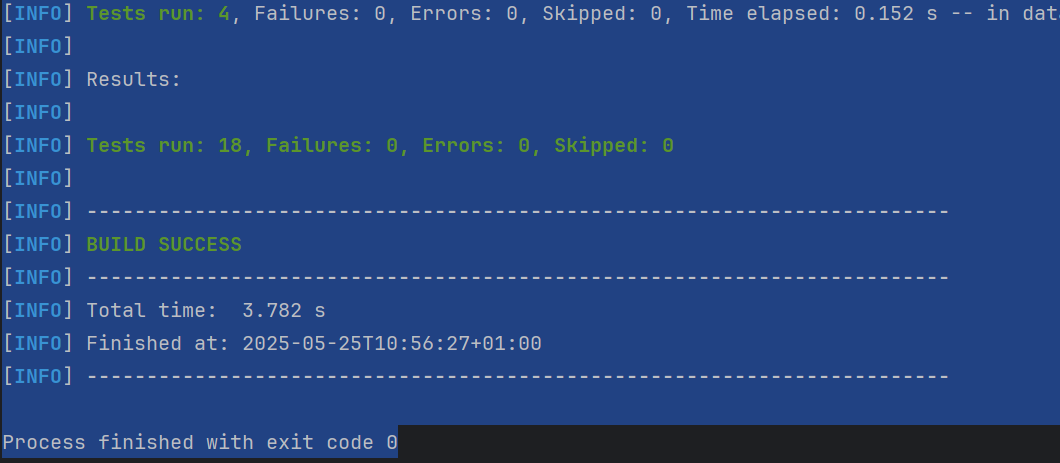 [INFO] Tests run: 4, Failures: 0, Errors: 0, Skipped: 0, Time elapsed: 0.152 s -- in dat
[INFO]
[INFO] Results:
[INFO]
[INFO] Tests run: 18, Failures: 0, Errors: 0, Skipped: 0
[INFO]
[INFO] ------------------------------------------------------------------------
[INFO] BUILD SUCCESS
[INFO] ------------------------------------------------------------------------
[INFO] Total time:  3.782 s
[INFO] Finished at: 2025-05-25T10:56:27+01:00
[INFO] ------------------------------------------------------------------------
Process finished with exit code 0